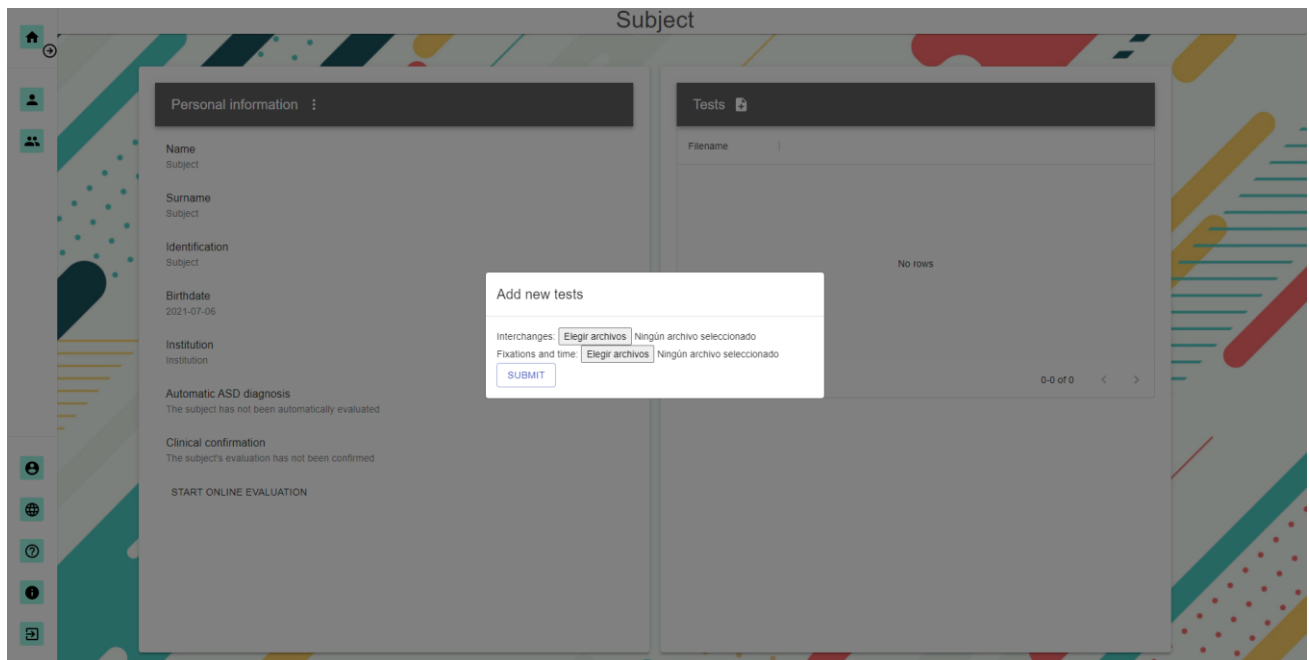 Subject
Personal information
Name
Subject
Surname
Subject
Identification
Subject
Birthdate
2021-07-06
Institution
Institution
Automatic ASD diagnosis
The subject has not been automatically evaluated
Clinical confirmation
The subject's evaluation has not been confirmed
START ONLINE EVALUATION
Tests
Filename
No rows
0-0 of 0
Add new tests
Interchanges: Elegir archivos Ningún archivo seleccionado
Fixations and time: Elegir archivos Ningún archivo seleccionado
SUBMIT